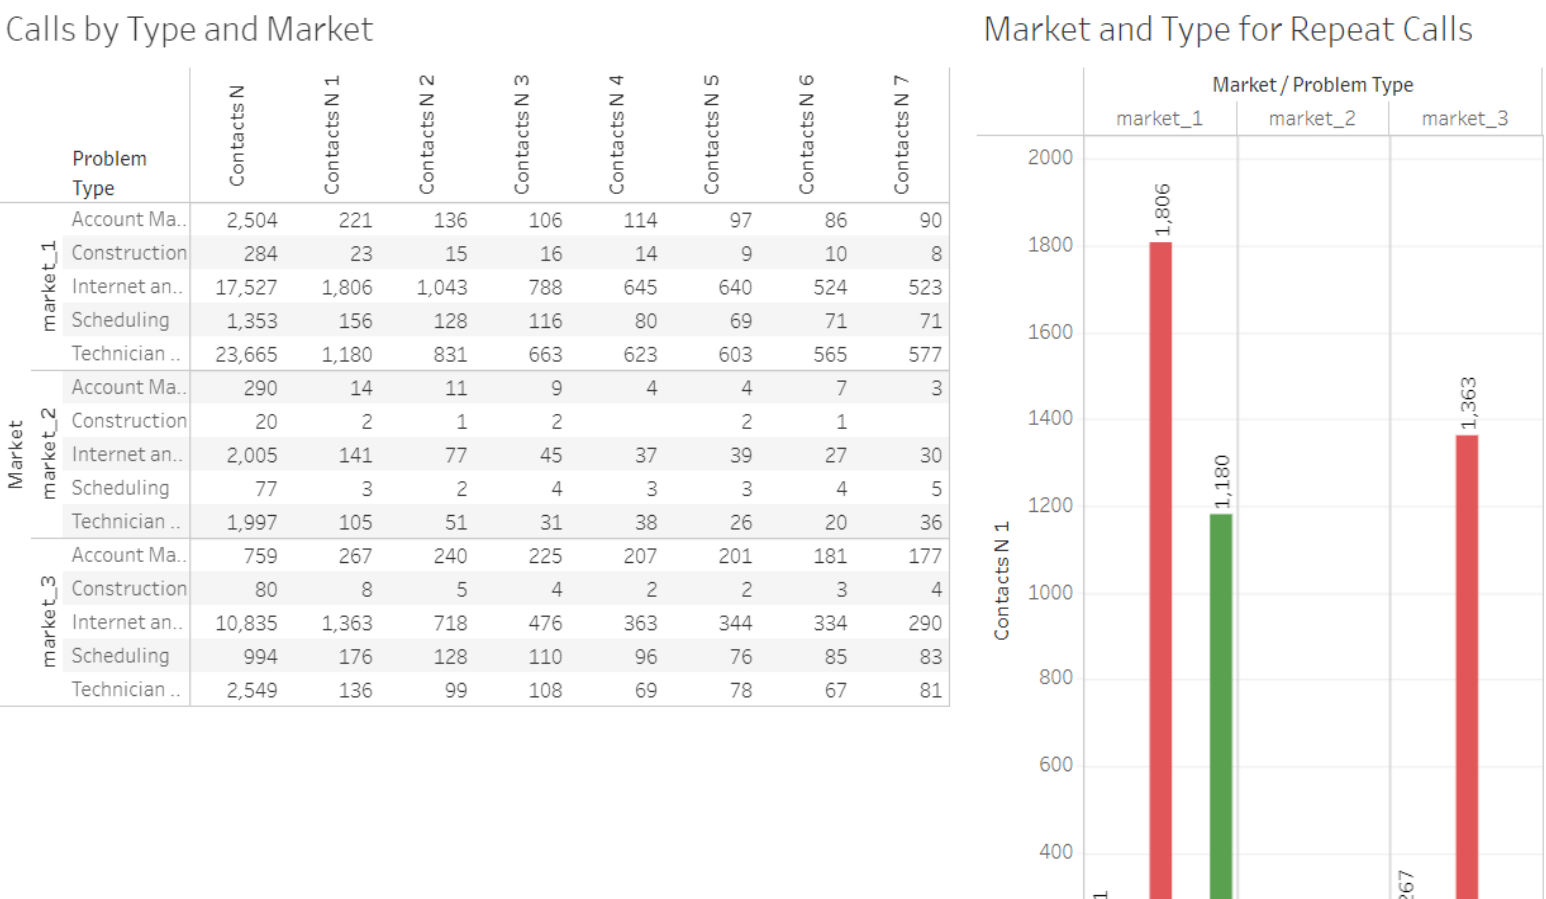 Calls by Type and Market
Problem Type Contacts N Contacts N 1 Contacts N 2 Contacts N 3 Contacts N 4 Contacts N 5 Contacts N 6 Contacts N 7
Market
market_1
Account Ma.. 2,504 221 136 106 114 97 86 90
Construction 284 23 15 16 14 9 10 8
Internet an.. 17,527 1,806 1,043 788 645 640 524 523
Scheduling 1,353 156 128 116 80 69 71 71
Technician .. 23,665 1,180 831 663 623 603 565 577
market_2
Account Ma.. 290 14 11 9 4 4 7 3
Construction 20 2 1 2 2 1
Internet an.. 2,005 141 77 45 37 39 27 30
Scheduling 77 3 2 4 3 3 4 5
Technician .. 1,997 105 51 31 38 26 20 36
market_3
Account Ma.. 759 267 240 225 207 201 181 177
Construction 80 8 5 4 2 2 3 4
Internet an.. 10,835 1,363 718 476 363 344 334 290
Scheduling 994 176 128 110 96 76 85 83
Technician .. 2,549 136 99 108 69 78 67 81
Market and Type for Repeat Calls
Market / Problem Type
market_1 market_2 market_3
Contacts N 1
2000
1800
1600
1400
1200
1000
800
600
400
1,806
1,180
1,363
267